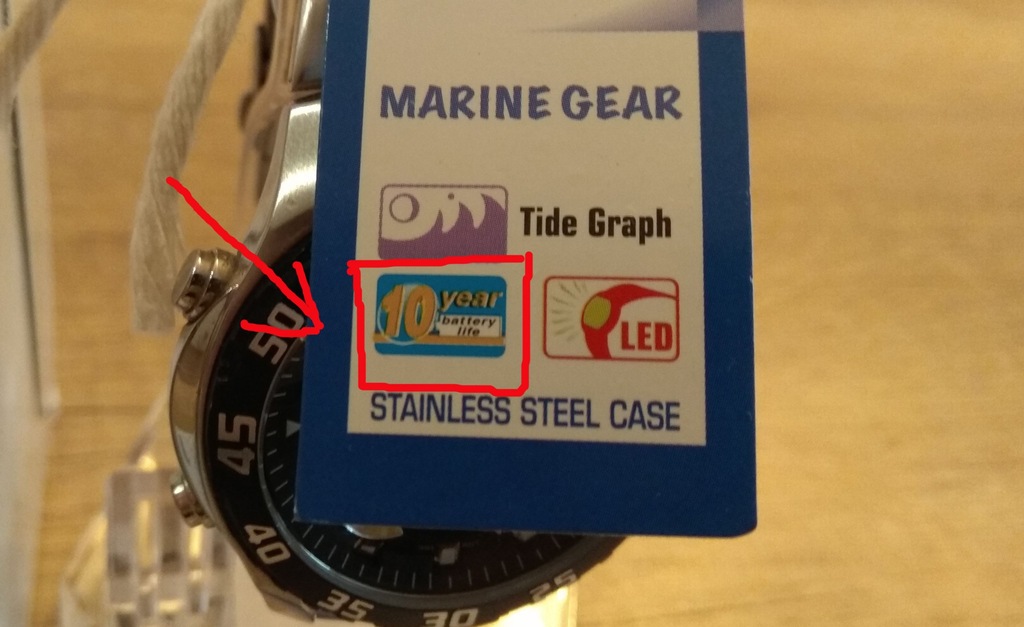 MARINE GEAR
Tide Graph
10 year
battery
life
LED
STAINLESS STEEL CASE
50
45
40
35
30
25